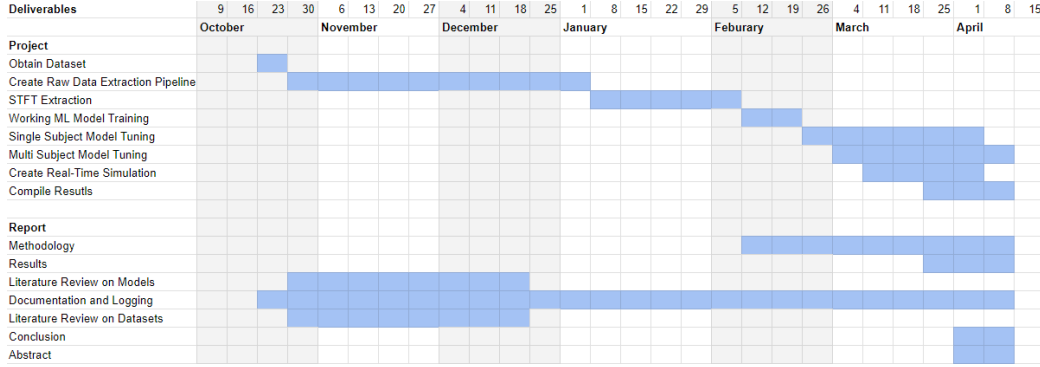 Deliverables 9 16 23 30 6 13 20 27 4 11 18 25 1 8 15 22 29 5 12 19 26 4 11 18 25 1 8 15
October November December January Feburary March April
Project
Obtain Dataset
Create Raw Data Extraction Pipeline
STFT Extraction
Working ML Model Training
Single Subject Model Tuning
Multi Subject Model Tuning
Create Real-Time Simulation
Compile Resutls
Report
Methodology
Results
Literature Review on Models
Documentation and Logging
Literature Review on Datasets
Conclusion
Abstract